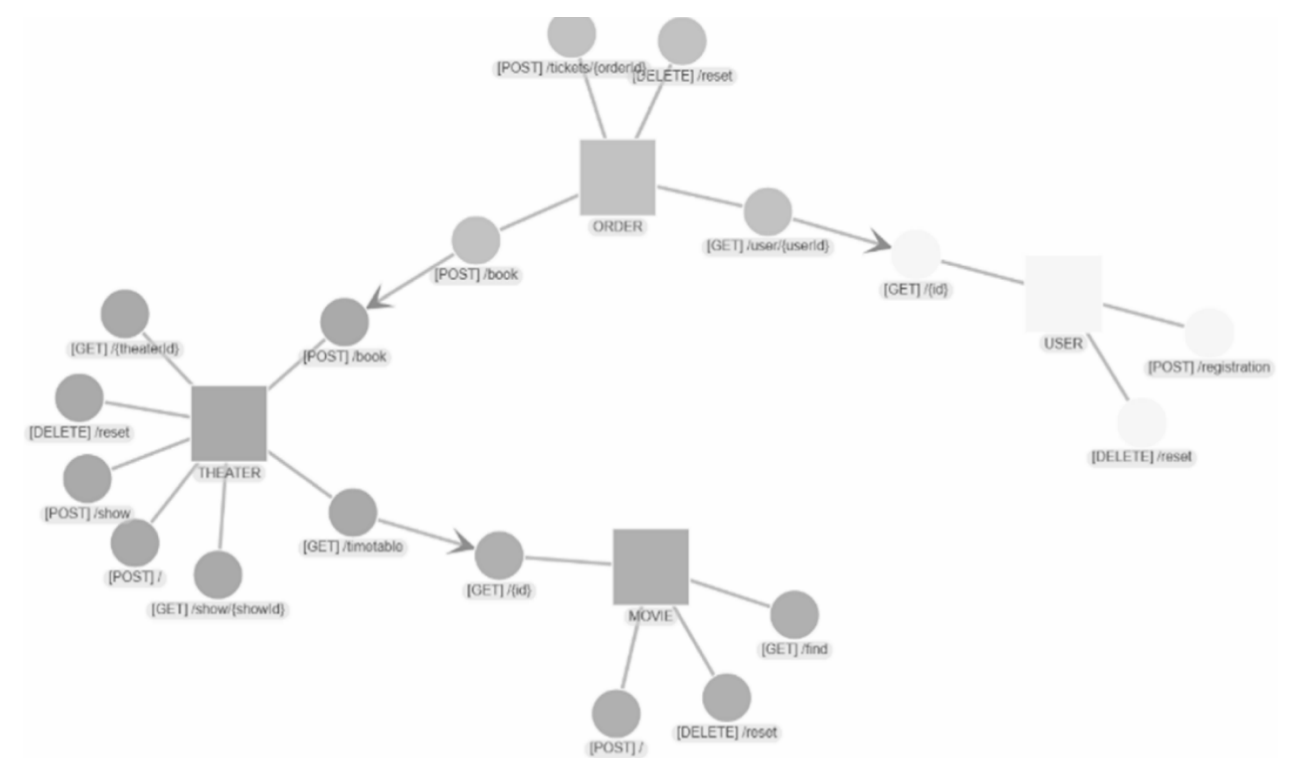 [POST] /tickets/{orderId}
[DELETE] /reset
ORDER
[GET] /user/{userId}
[POST] /book
[GET] /{id}
USER
[POST] /registration
[DELETE] /reset
[POST] /book
[GET] /{theaterId}
[DELETE] /reset
THEATER
[POST] /show
[POST] /
[GET] /show/{showId}
[GET] /timetable
[GET] /{id}
MOVIE
[GET] /find
[DELETE] /reset
[POST] /